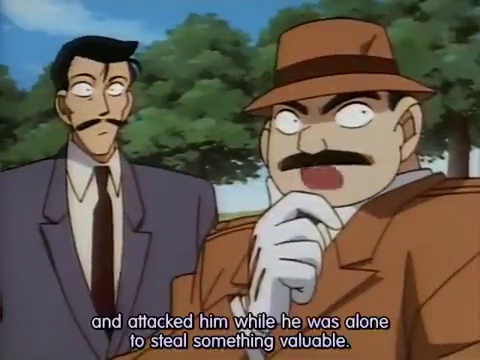 and attacked him while he was alone
to steal something valuable.